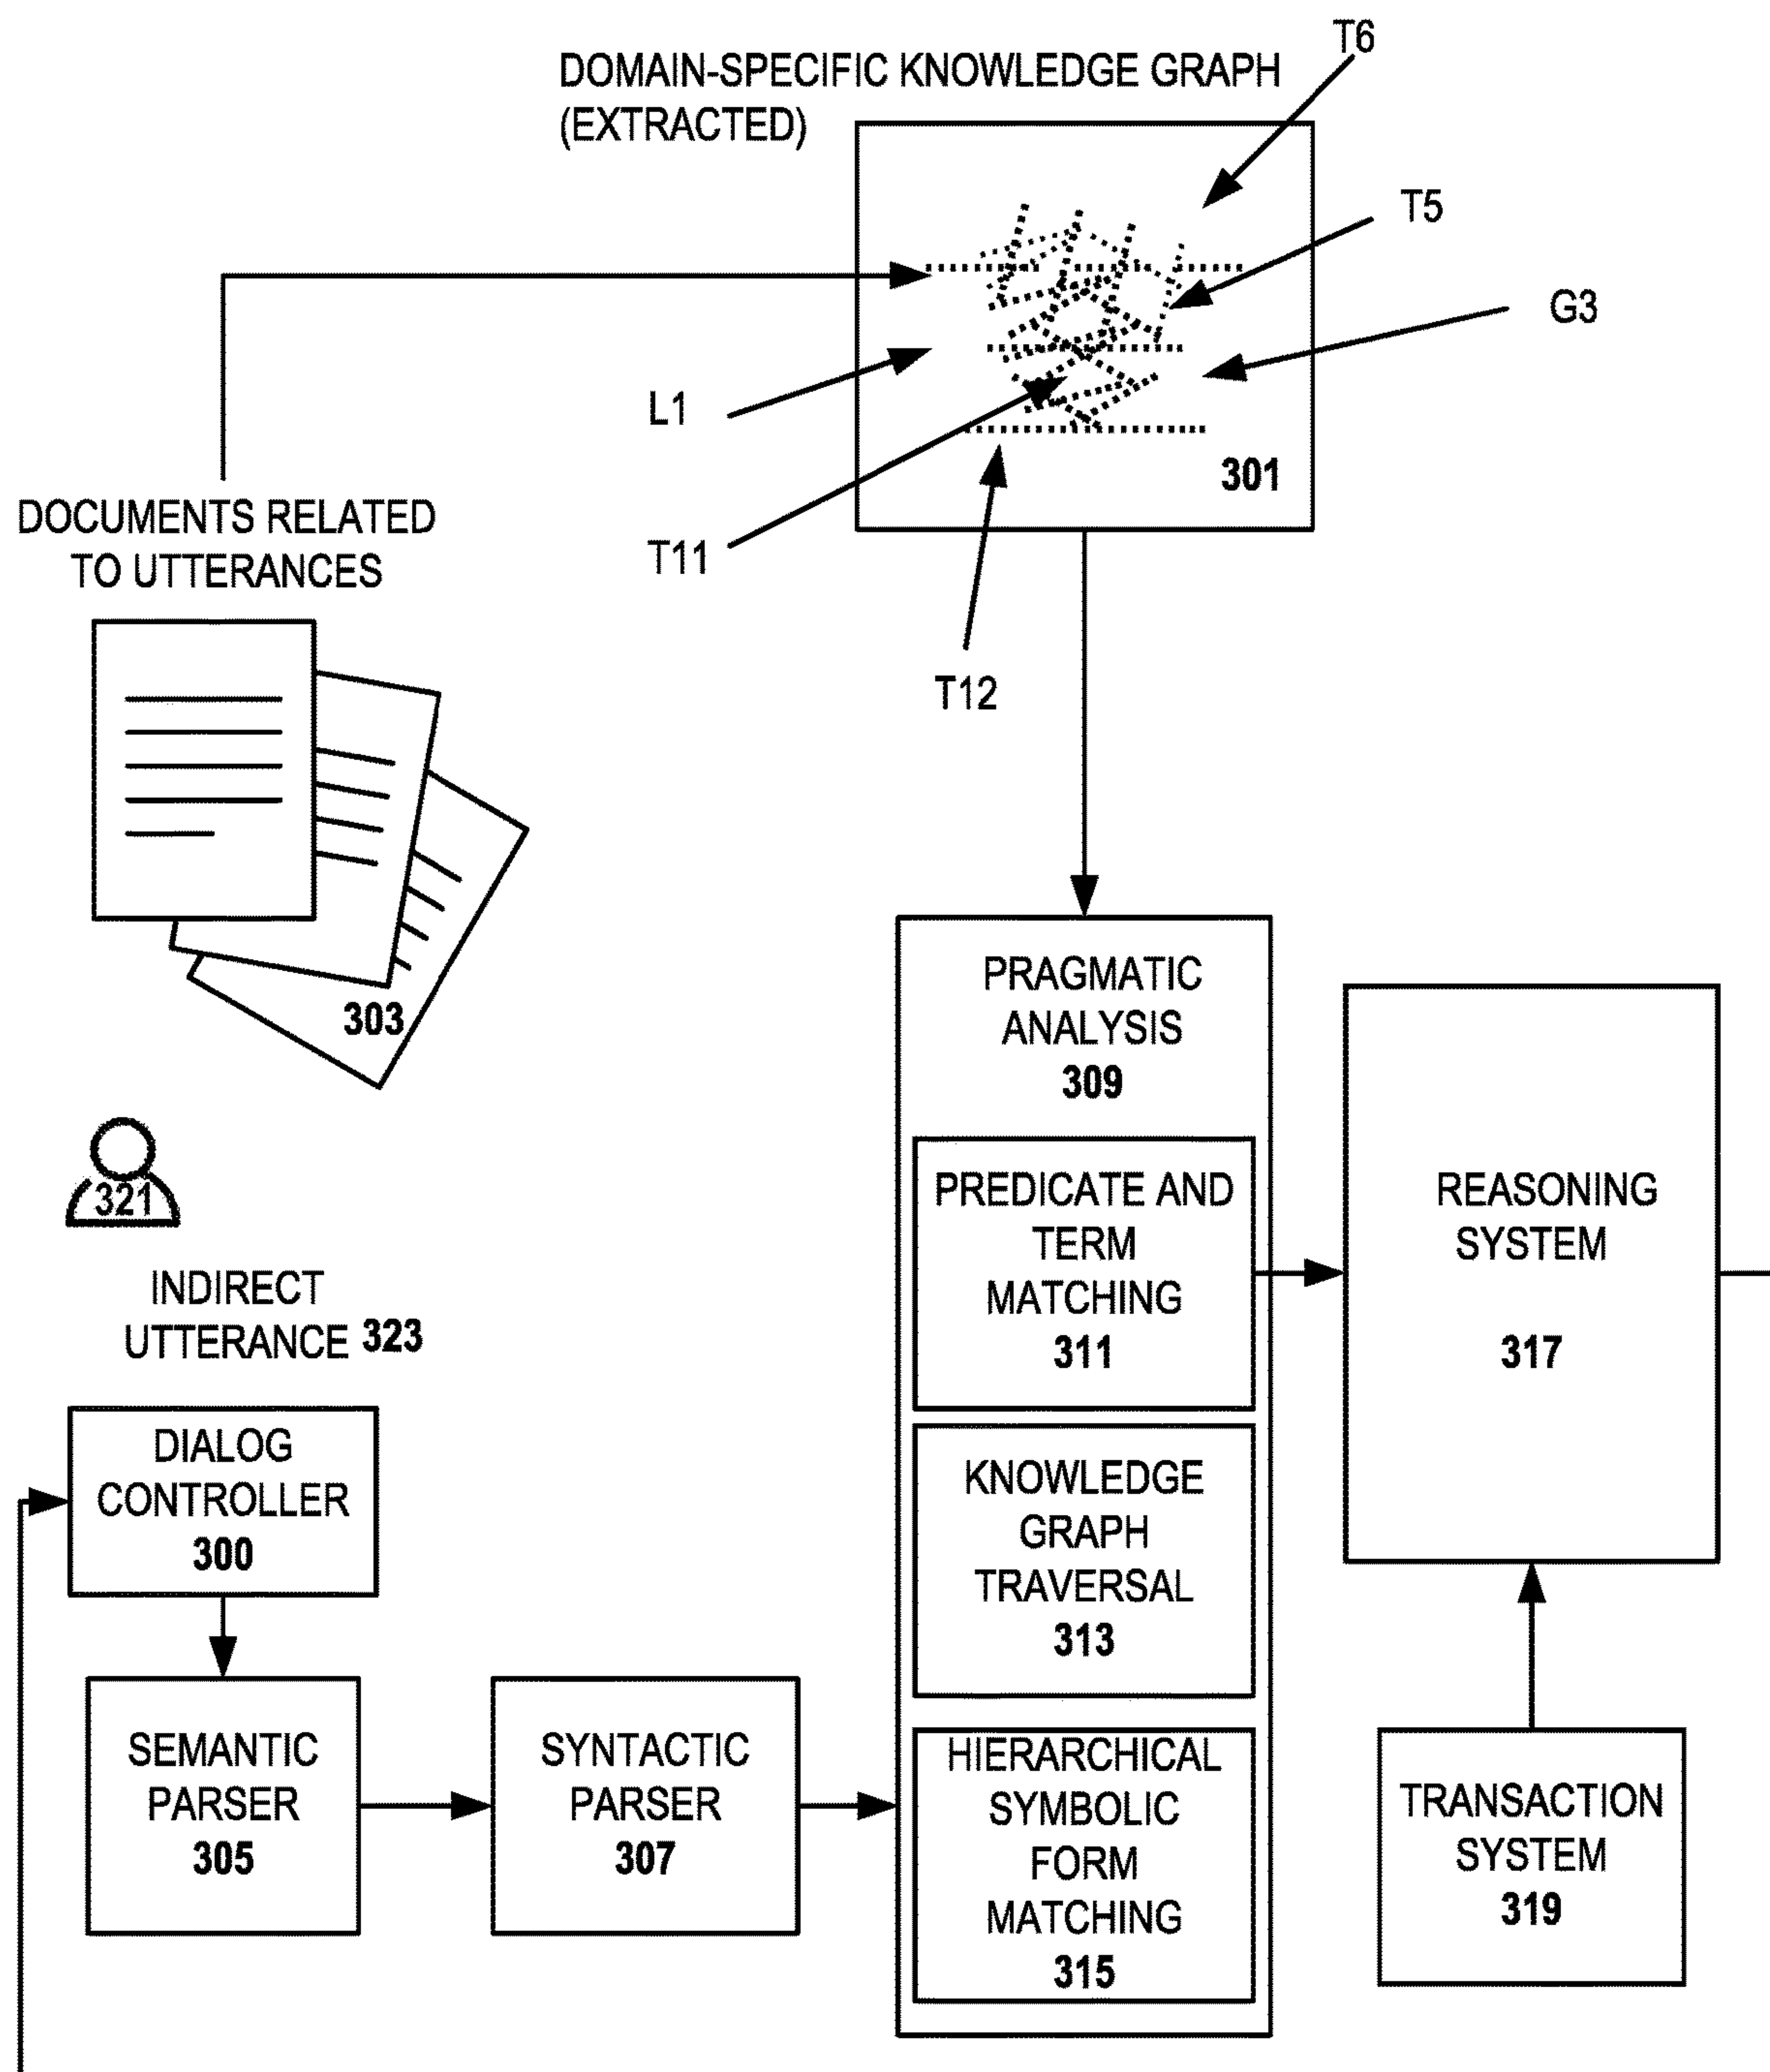 T6
DOMAIN-SPECIFIC KNOWLEDGE GRAPH
(EXTRACTED)
T5
G3
L1
301
T11
T12
DOCUMENTS RELATED
TO UTTERANCES
303
321
INDIRECT
UTTERANCE 323
DIALOG
CONTROLLER
300
SEMANTIC
PARSER
305
SYNTACTIC
PARSER
307
PRAGMATIC
ANALYSIS
309
PREDICATE AND
TERM
MATCHING
311
KNOWLEDGE
GRAPH
TRAVERSAL
313
HIERARCHICAL
SYMBOLIC
FORM
MATCHING
315
REASONING
SYSTEM
317
TRANSACTION
SYSTEM
319